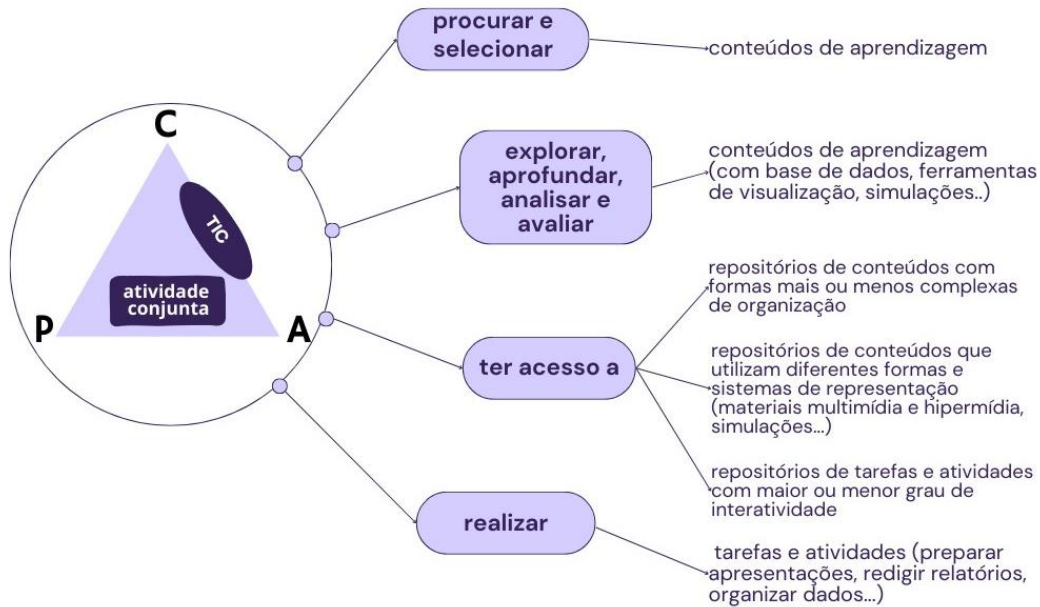 procurar e
selecionar
conteúdos de aprendizagem
C
TIC
atividade
conjunta
P
A
explorar,
aprofundar,
analisar e
avaliar
conteúdos de aprendizagem
(com base de dados, ferramentas
de visualização, simulações..)
ter acesso a
repositórios de conteúdos com
formas mais ou menos complexas
de organização
repositórios de conteúdos que
utilizam diferentes formas e
sistemas de representação
(materiais multimídia e hipermídia,
simulações...)
repositórios de tarefas e atividades
com maior ou menor grau de
interatividade
realizar
tarefas e atividades (preparar
apresentações, redigir relatórios,
organizar dados...)